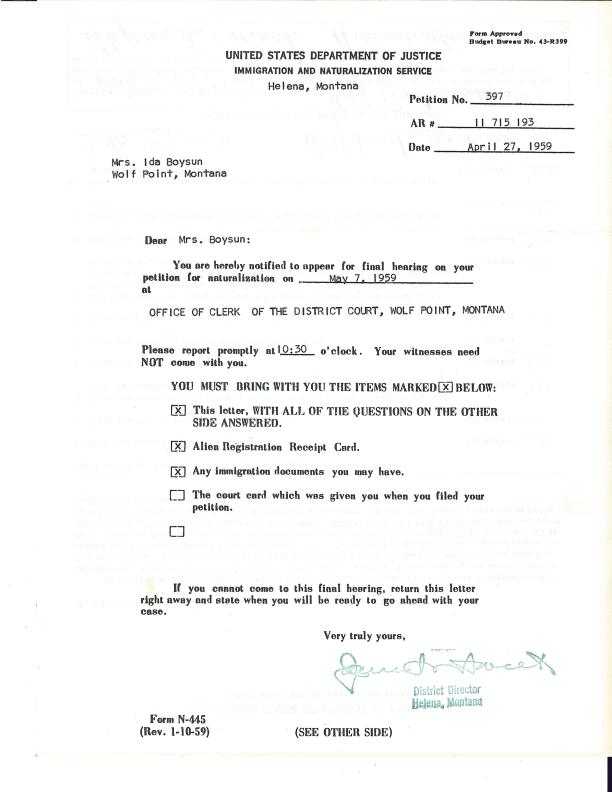 Form Approved
Budget Bureau No. 43-R399
UNITED STATES DEPARTMENT OF JUSTICE
IMMIGRATION AND NATURALIZATION SERVICE
Helena, Montana
Petition No. 397
AR # 11 715 193
Date April 27, 1959
Mrs. Ida Boysun
Wolf Point, Montana
Dear Mrs. Boysun:
You are hereby notified to appear for final hearing on your
petition for naturalization on May 7, 1959
at
OFFICE OF CLERK OF THE DISTRICT COURT, WOLF POINT, MONTANA
Please report promptly at 10:30 o'clock. Your witnesses need
NOT come with you.
YOU MUST BRING WITH YOU THE ITEMS MARKED [X] BELOW:
[X] This letter, WITH ALL OF THE QUESTIONS ON THE OTHER
SIDE ANSWERED.
[X] Alien Registration Receipt Card.
[X] Any immigration documents you may have.
[ ] The court card which was given you when you filed your
petition.
[ ]
If you cannot come to this final hearing, return this letter
right away and state when you will be ready to go ahead with your
case.
Very truly yours,
District Director
Helena, Montana
Form N-445
(Rev. 1-10-59)
(SEE OTHER SIDE)